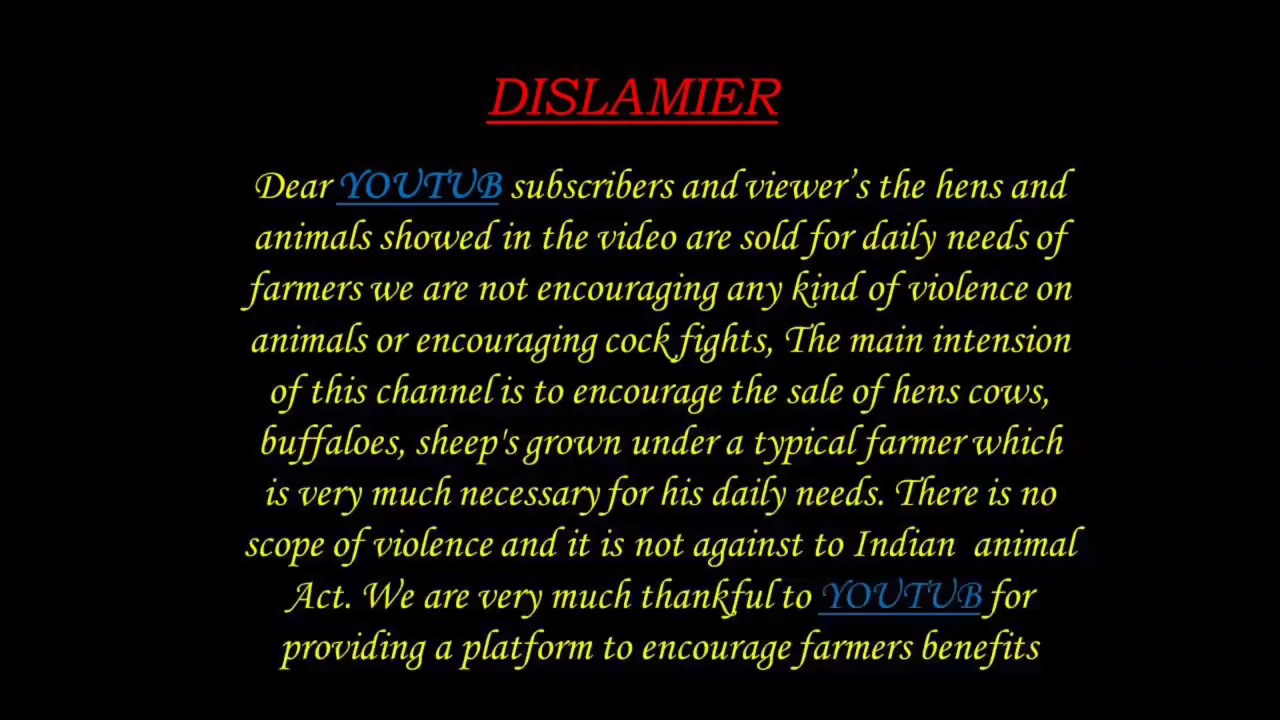 DISLAMIER
Dear YOUTUB subscribers and viewer’s the hens and
animals showed in the video are sold for daily needs of
farmers we are not encouraging any kind of violence on
animals or encouraging cock fights, The main intension
of this channel is to encourage the sale of hens cows,
buffaloes, sheep's grown under a typical farmer which
is very much necessary for his daily needs. There is no
scope of violence and it is not against to Indian animal
Act. We are very much thankful to YOUTUB for
providing a platform to encourage farmers benefits